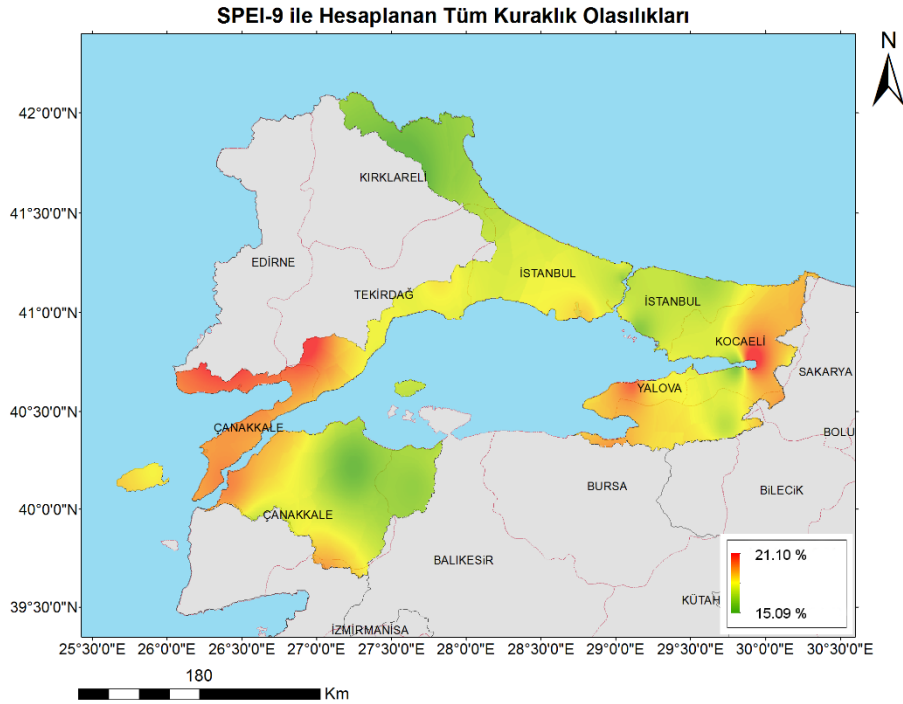 SPEI-9 ile Hesaplanan Tüm Kuraklık Olasılıkları
N
42°0'0"N
41°30'0"N
41°0'0"N
40°30'0"N
40°0'0"N
39°30'0"N
KIRKLARELİ
EDİRNE
İSTANBUL
TEKİRDAĞ
İSTANBUL
KOCAELİ
SAKARYA
YALOVA
ÇANAKKALE
BOLU
BURSA
BİLECİK
ÇANAKKALE
BALIKESİR
KÜTAH
İZMİRMANİSA
21.10 %
15.09 %
25°30'0"E 26°0'0"E 26°30'0"E 27°0'0"E 27°30'0"E 28°0'0"E 28°30'0"E 29°0'0"E 29°30'0"E 30°0'0"E 30°30'0"E
180
Km